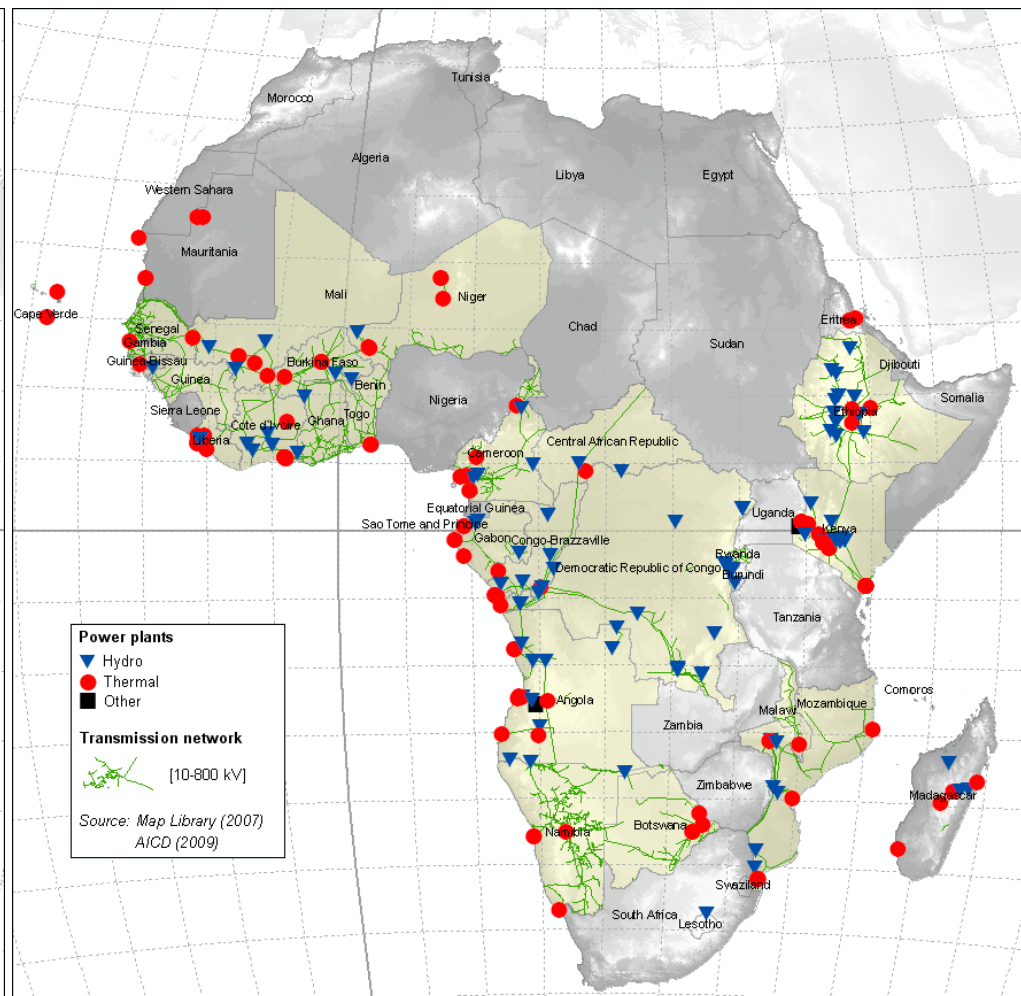 Tunisia
Morocco
Algeria
Libya
Egypt
Western Sahara
Mauritania
Mali
Niger
Cape Verde
Chad
Senegal
Eritrea
Sudan
Gambia
Guinea-Bissau
Burkina Faso
Djibouti
Guinea
Benin
Nigeria
Somalia
Sierra Leone
Ghana
Togo
Ethiopia
Cote d'Ivoire
Liberia
Central African Republic
Cameroon
Equatorial Guinea
Uganda
Sao Tome and Principe
Kenya
Gabon
Congo-Brazzaville
Rwanda
Democratic Republic of Congo
Burundi
Tanzania
Power plants
Hydro
Thermal
Other
Transmission network
[10-800 kV]
Source: Map Library (2007)
AICD (2009)
Comoros
Angola
Malawi
Mozambique
Zambia
Zimbabwe
Madagascar
Namibia
Botswana
Swaziland
South Africa
Lesotho